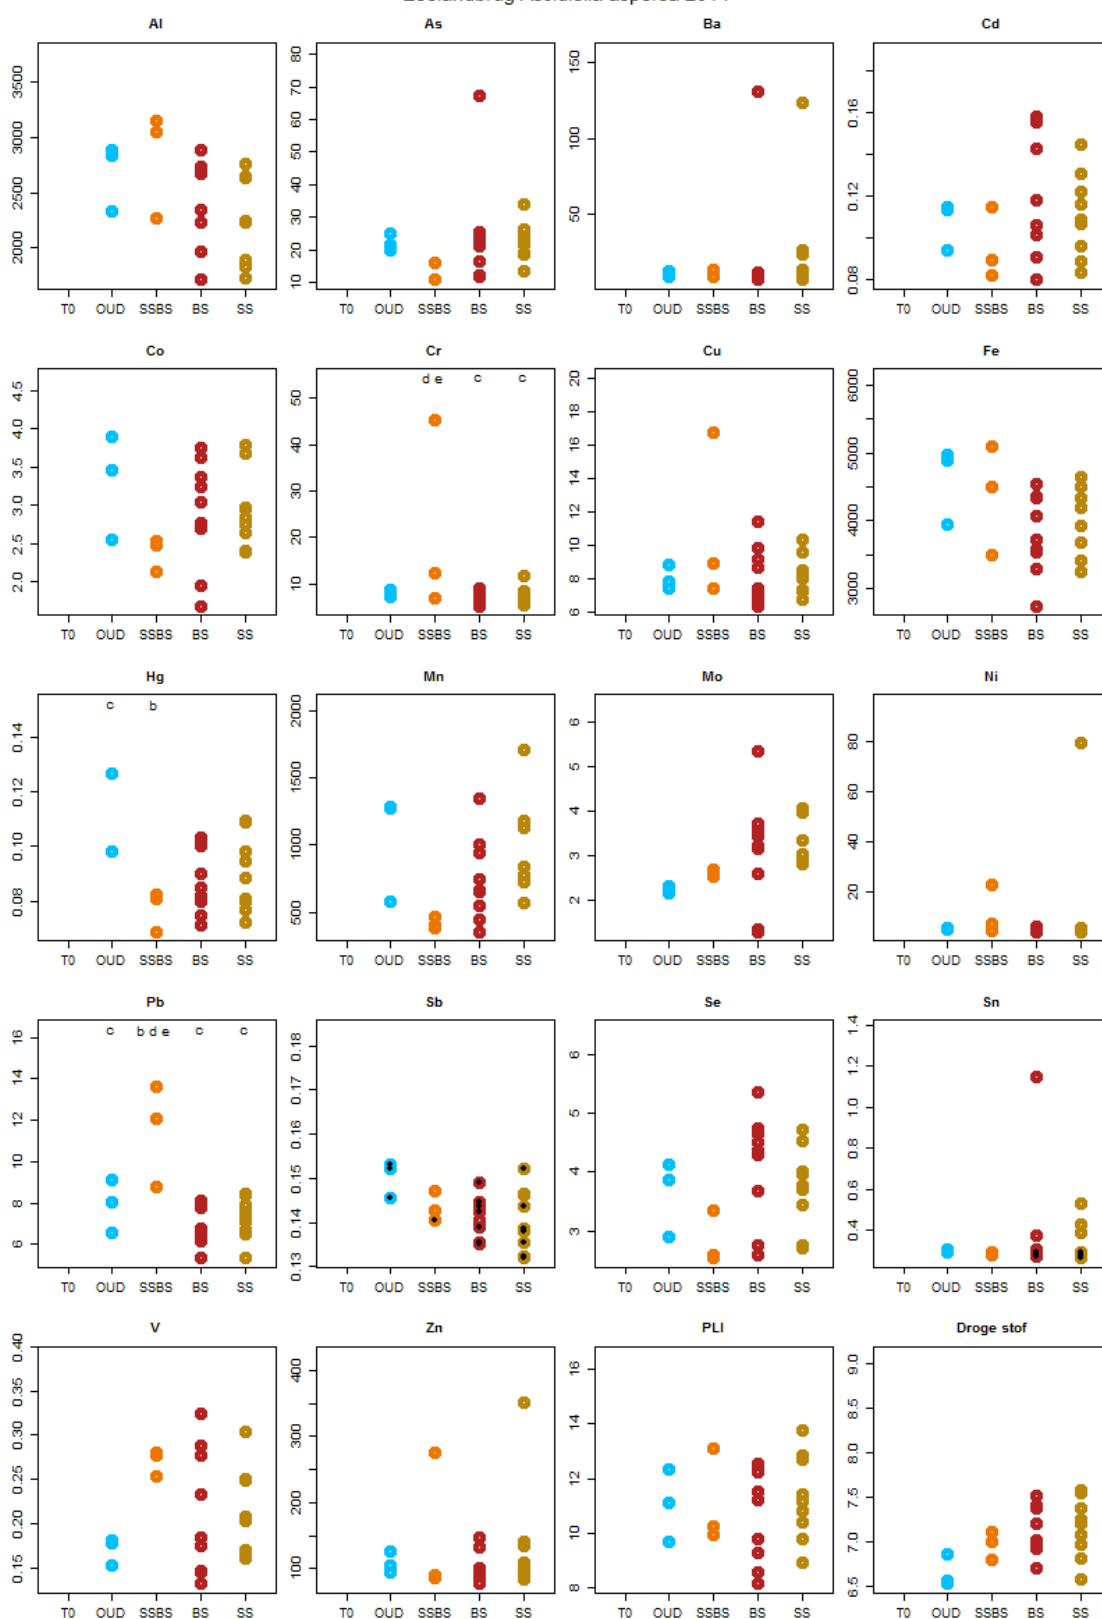 Zeelandbrug Ascidiella aspersa
Al
3500
3000
2500
2000
T0 OUD SSBS BS SS
As
80
70
60
50
40
30
20
10
T0 OUD SSBS BS SS
Ba
150
100
50
T0 OUD SSBS BS SS
Cd
0.16
0.12
0.08
T0 OUD SSBS BS SS
Co
4.5
4.0
3.5
3.0
2.5
2.0
T0 OUD SSBS BS SS
Cr
d e c c
50
40
30
20
10
T0 OUD SSBS BS SS
Cu
20
18
16
14
12
10
8
6
T0 OUD SSBS BS SS
Fe
6000
5000
4000
3000
T0 OUD SSBS BS SS
Hg
c b
0.14
0.12
0.10
0.08
T0 OUD SSBS BS SS
Mn
2000
1500
1000
500
T0 OUD SSBS BS SS
Mo
6
5
4
3
2
T0 OUD SSBS BS SS
Ni
80
60
40
20
T0 OUD SSBS BS SS
Pb
c b d e c c
16
14
12
10
8
6
T0 OUD SSBS BS SS
Sb
0.18
0.17
0.16
0.15
0.14
0.13
T0 OUD SSBS BS SS
Se
6
5
4
3
T0 OUD SSBS BS SS
Sn
1.4
1.2
1.0
0.8
0.6
0.4
T0 OUD SSBS BS SS
V
0.40
0.35
0.30
0.25
0.20
0.15
T0 OUD SSBS BS SS
Zn
400
300
200
100
T0 OUD SSBS BS SS
PLI
16
14
12
10
8
T0 OUD SSBS BS SS
Droge stof
9.0
8.5
8.0
7.5
7.0
6.5
T0 OUD SSBS BS SS